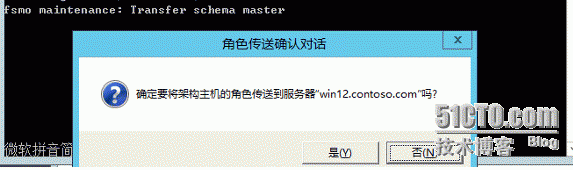 fsmo maintenance: Transfer schema master
角色传送确认对话
确定要将架构主机的角色传送到服务器“win12.contoso.com”吗?
是(Y)
否(N)
51CTO.com
技术博客 Blog
微软拼音简